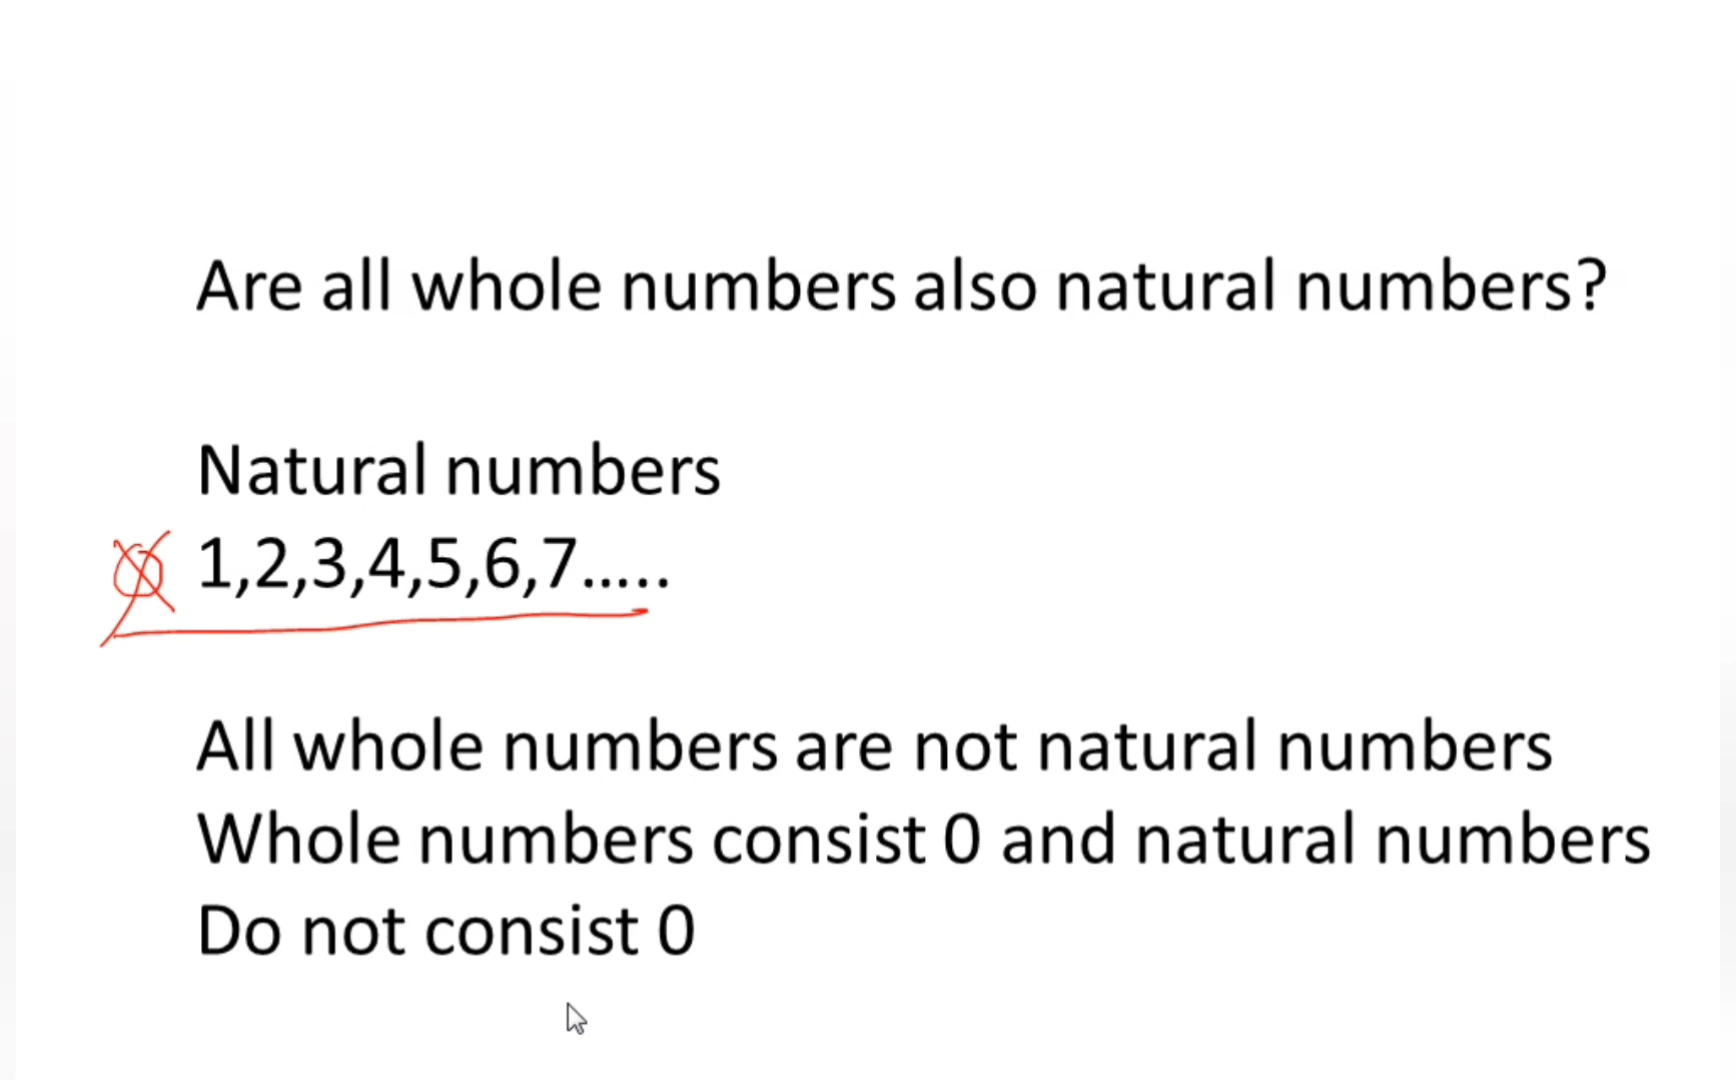 Are all whole numbers also natural numbers?
Natural numbers
0 1,2,3,4,5,6,7.....
All whole numbers are not natural numbers
Whole numbers consist 0 and natural numbers
Do not consist 0